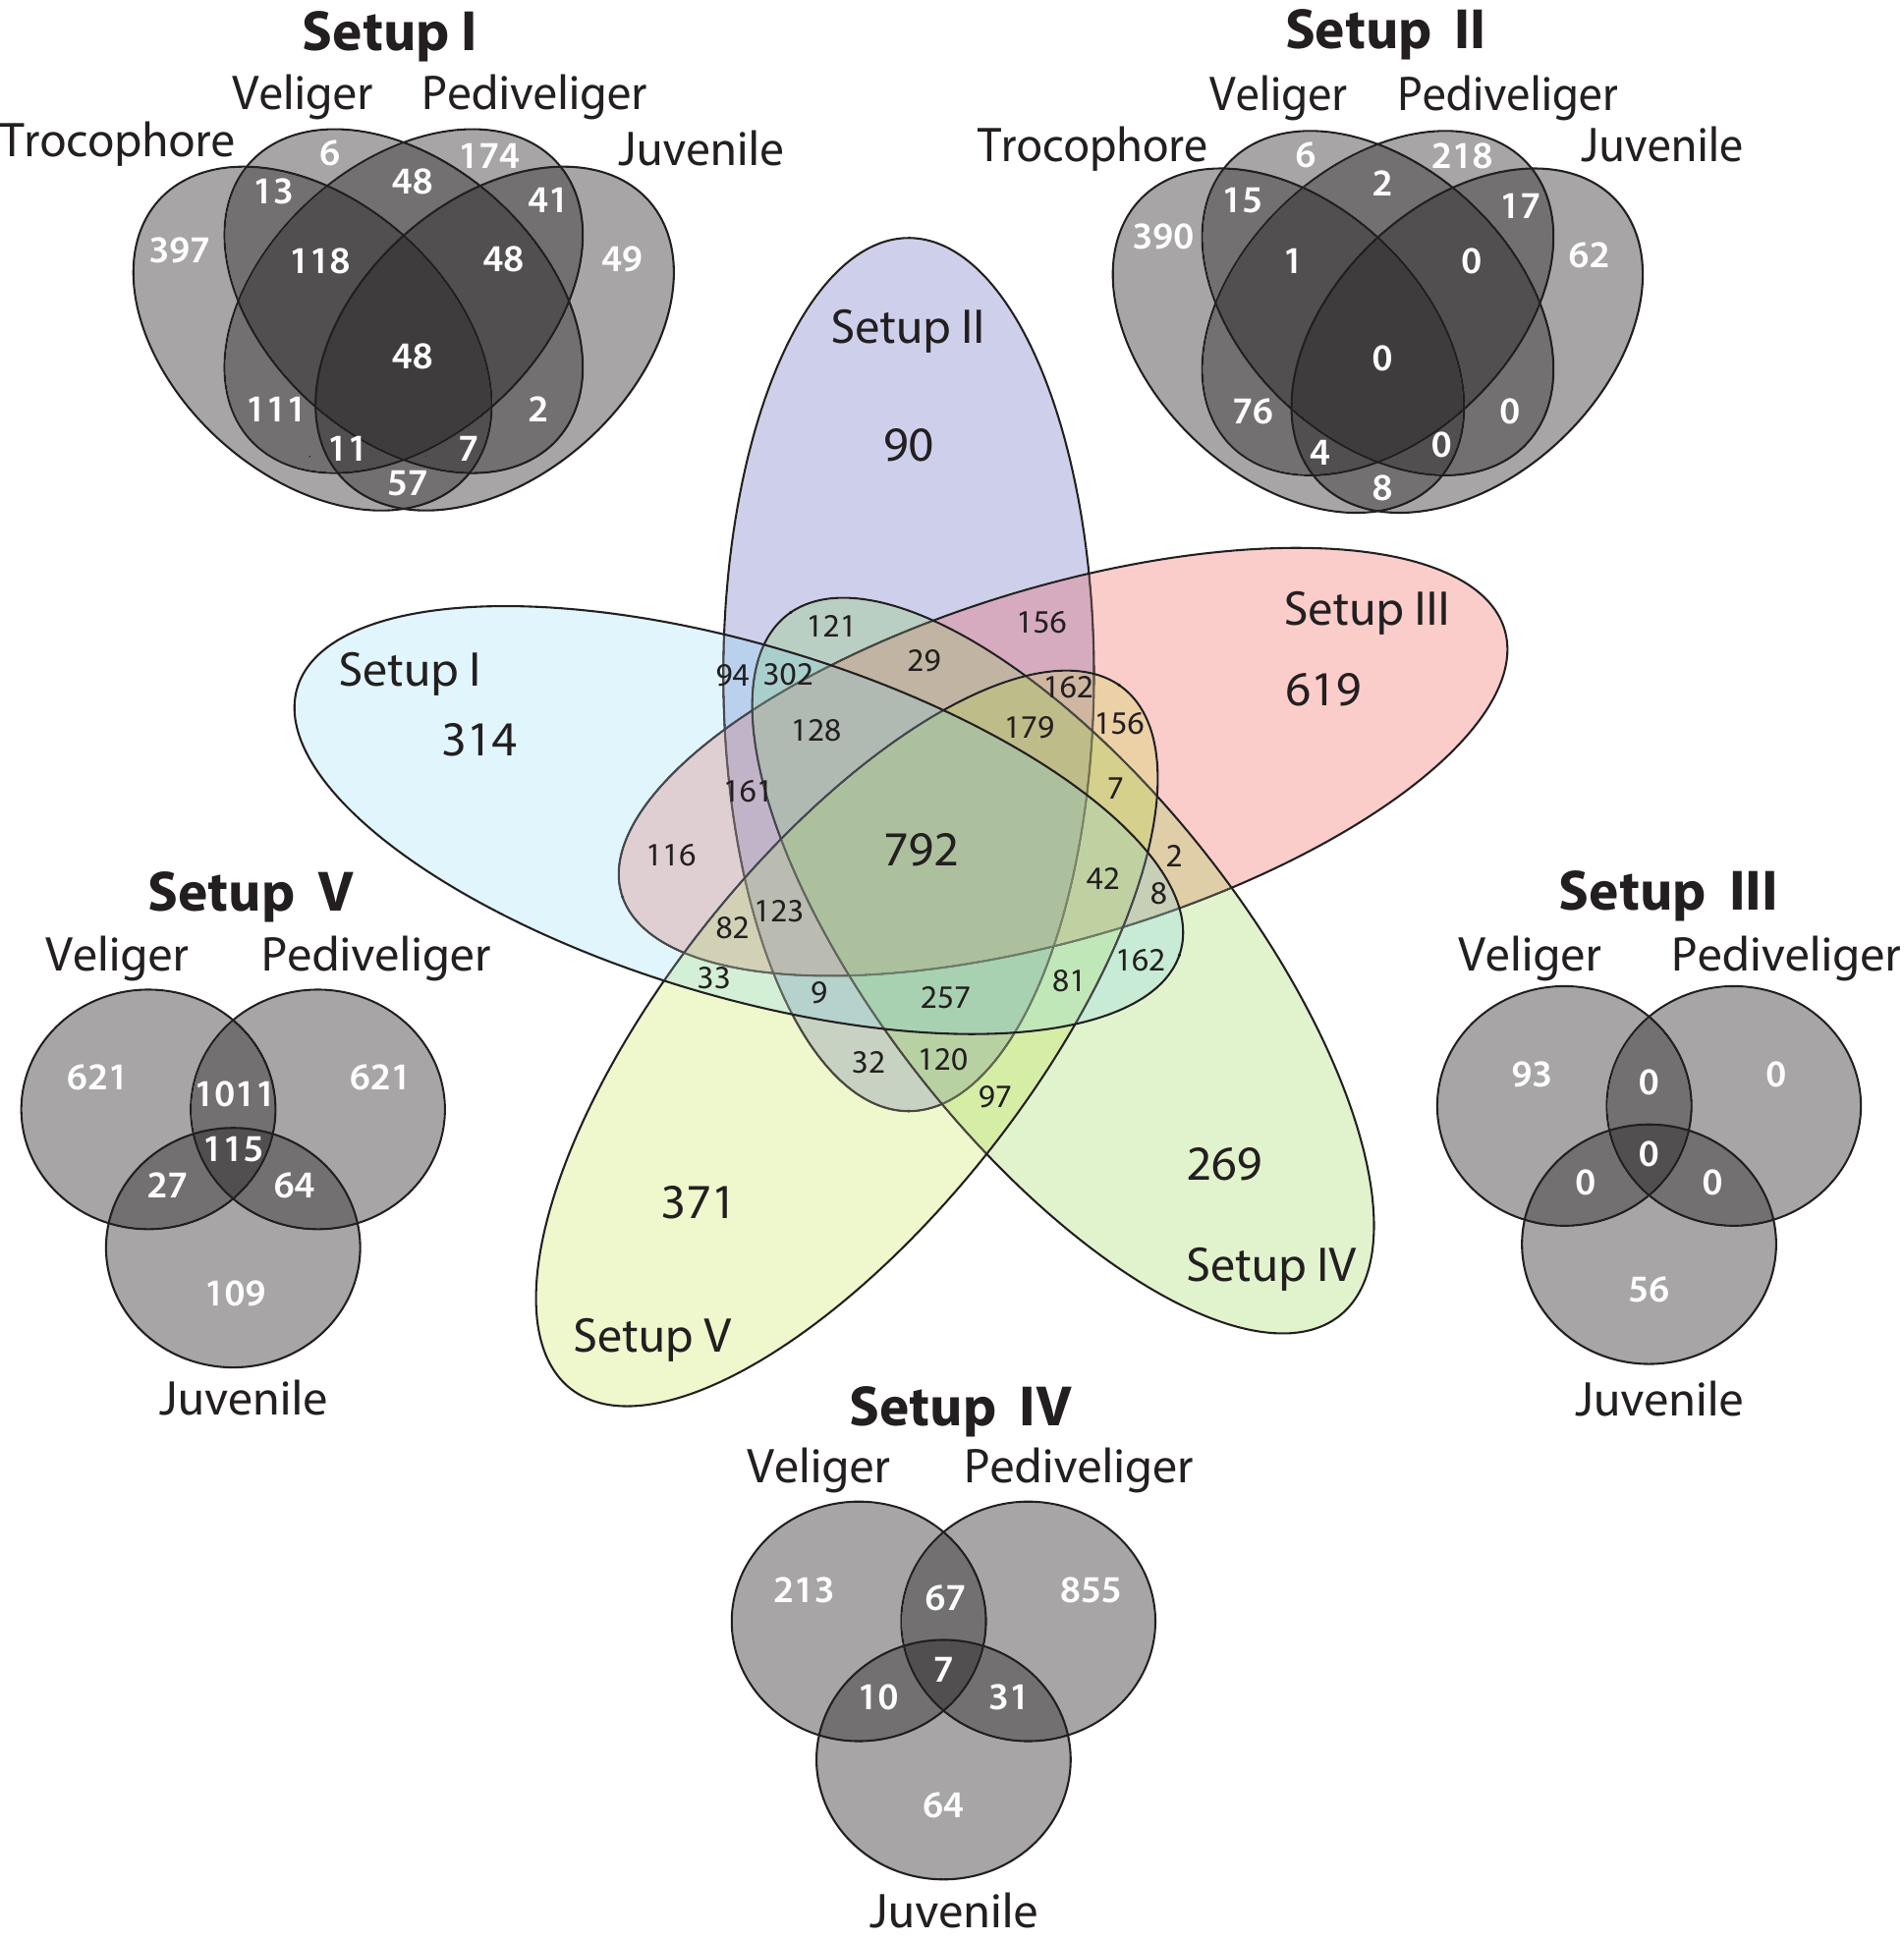 Setup I
Veliger Pediveliger
Trocophore Juvenile
6 174
13 48 41
397 118 48 49
48
111 2
11 7
57
Setup II
Veliger Pediveliger
Trocophore Juvenile
6 218
15 2 17
390 1 0 62
0
76 0
4 0
8
Setup II
90
Setup III
619
Setup I
314
121 29 156
94 302 162
128 179 156
161 7
116 792 2
42 8
82 123
33 9 257 81 162
32 120
97
371
Setup V
269
Setup IV
Setup V
Veliger Pediveliger
621 1011 621
115
27 64
109
Juvenile
Setup III
Veliger Pediveliger
93 0 0
0
0 0
56
Juvenile
Setup IV
Veliger Pediveliger
213 67 855
7
10 31
64
Juvenile